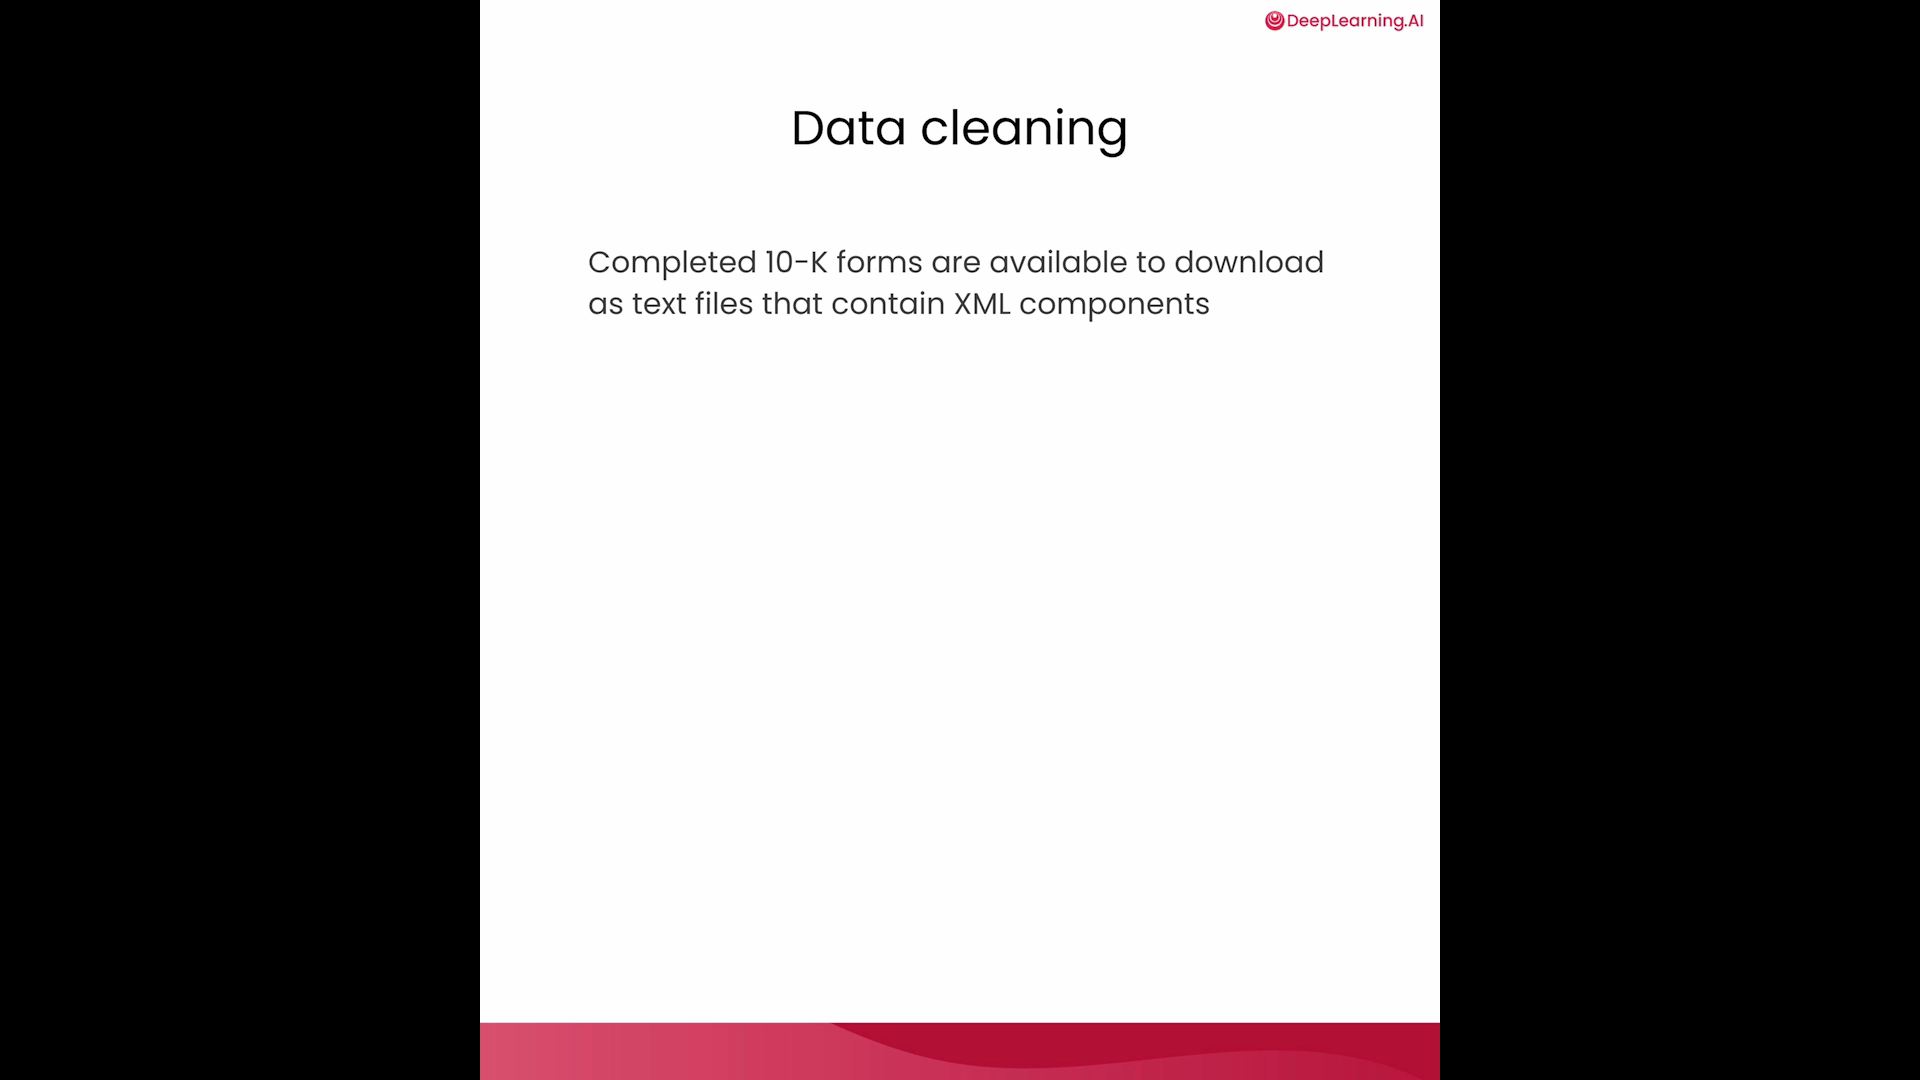 DeepLearning.AI
Data cleaning
Completed 10-K forms are available to download
as text files that contain XML components